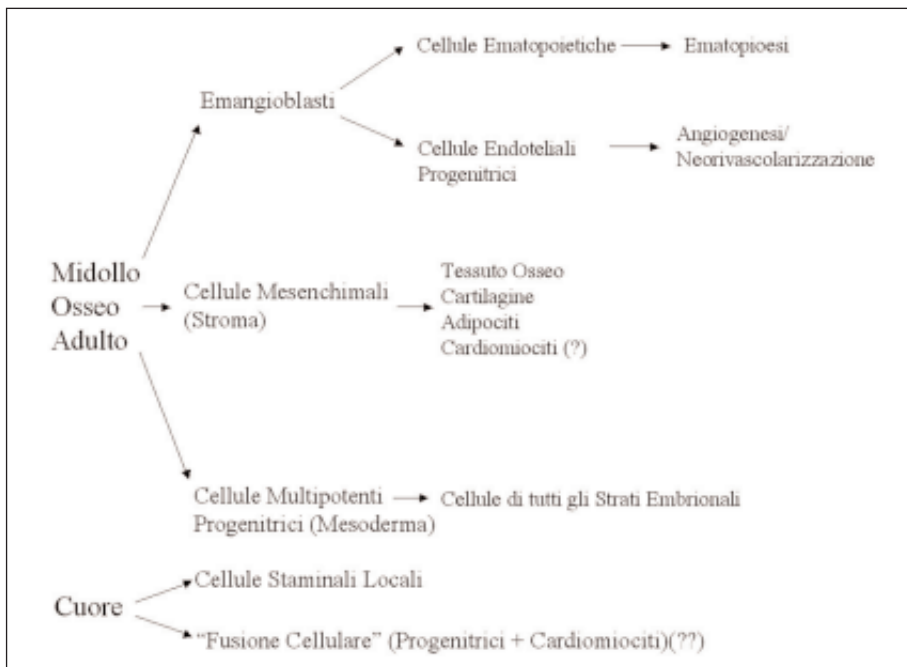 Cellule Ematopoietiche
Ematopioesi
Emangioblasti
Cellule Endoteliali
Progenitrici
Angiogenesi/
Neorivascolarizzazione
Midollo
Osseo
Adulto
Cellule Mesenchimali
(Stroma)
Tessuto Osseo
Cartilagine
Adipociti
Cardiomiociti (?)
Cellule Multipotenti
Progenitrici (Mesoderma)
Cellule di tutti gli Strati Embrionali
Cuore
Cellule Staminali Locali
“Fusione Cellulare” (Progenitrici + Cardiomiociti)(??)